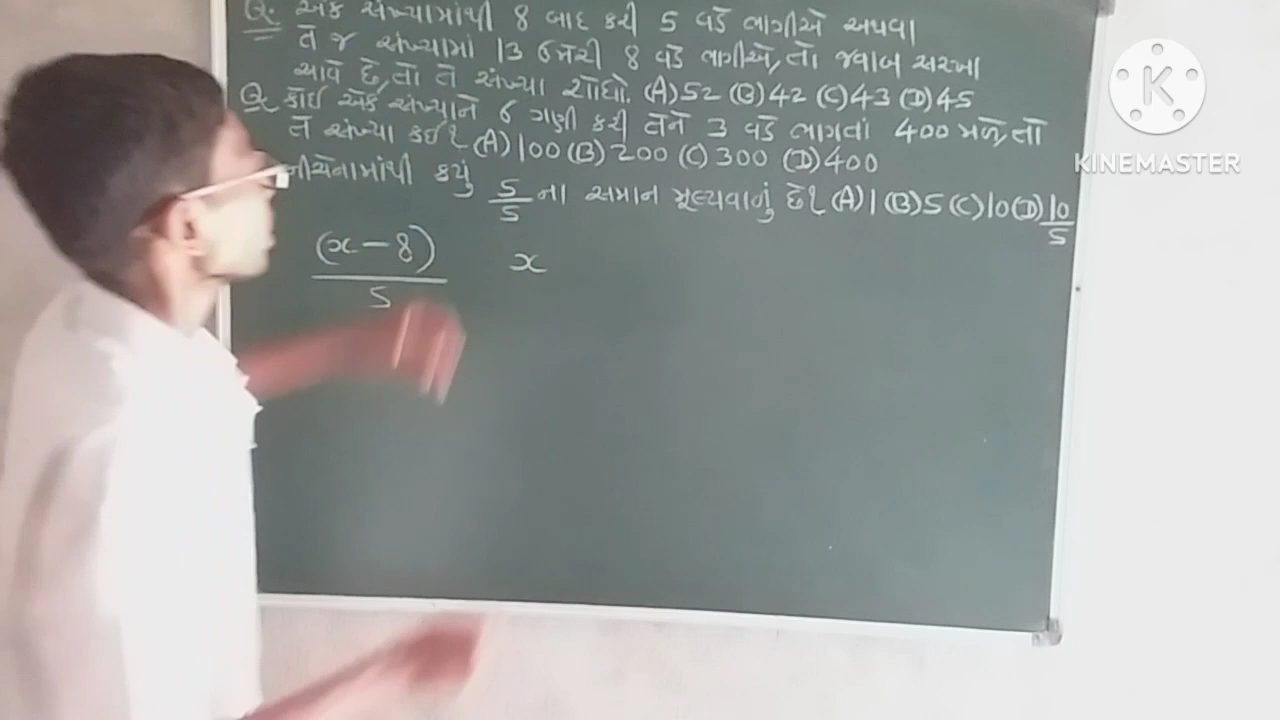 Q. એક સંખ્યામાંથી 8 બાદ કરી 5 વડે ભાગીએ અથવા
તે જ સંખ્યામાં 13 ઉમેરી 8 વડે ભાગીએ, તો જવાબ સરખા
આવે છે, તો તે સંખ્યા શોધો. (A) 52 (B) 42 (C) 43 (D) 45
Q કોઈ એક સંખ્યાને 6 ગણી કરી તેને 3 વડે ભાગતાં 400 મળે, તો
તે સંખ્યા કઈ? (A) 100 (B) 200 (C) 300 (D) 400
નીચેનામાંથી કયું 5/5 ના સમાન મૂલ્યવાનું છે? (A) 1 (B) 5 (C) 10 (D) 10/5
(x-8)/5 x
K
KINEMASTER